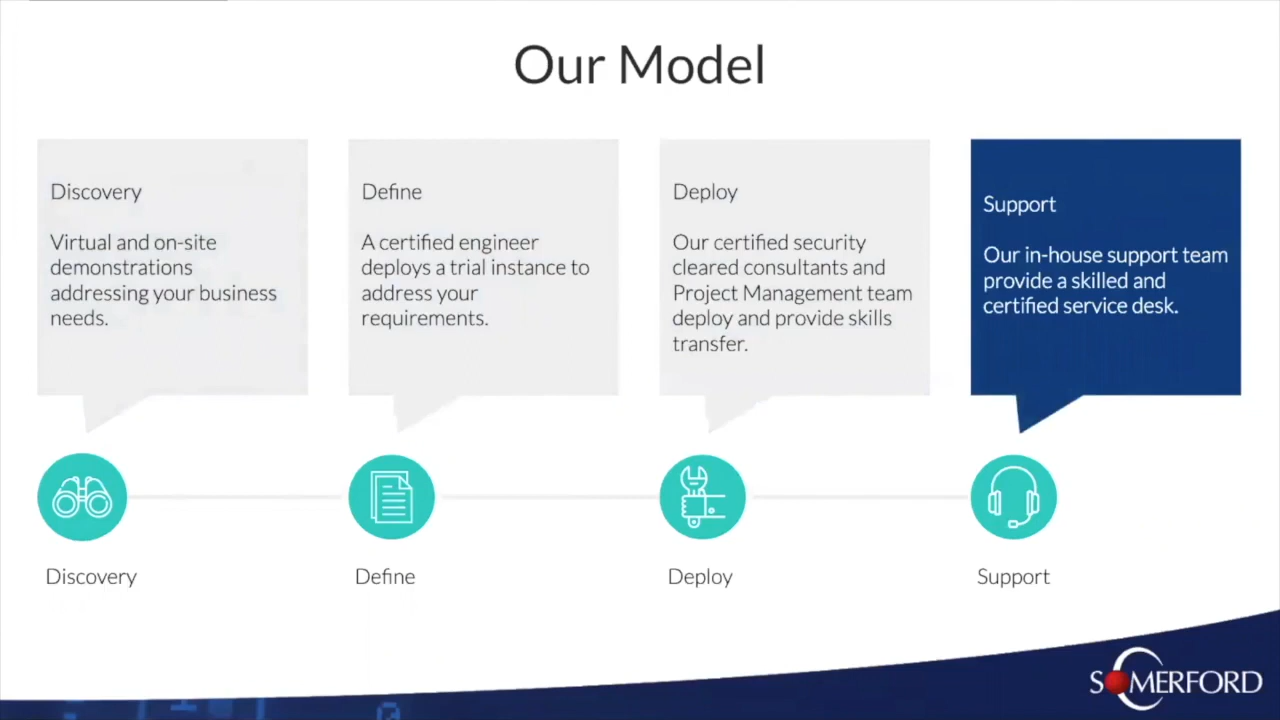 Our Model
Discovery
Virtual and on-site
demonstrations
addressing your business
needs.
Define
A certified engineer
deploys a trial instance to
address your
requirements.
Deploy
Our certified security
cleared consultants and
Project Management team
deploy and provide skills
transfer.
Support
Our in-house support team
provide a skilled and
certified service desk.
Discovery
Define
Deploy
Support
SOMERFORD